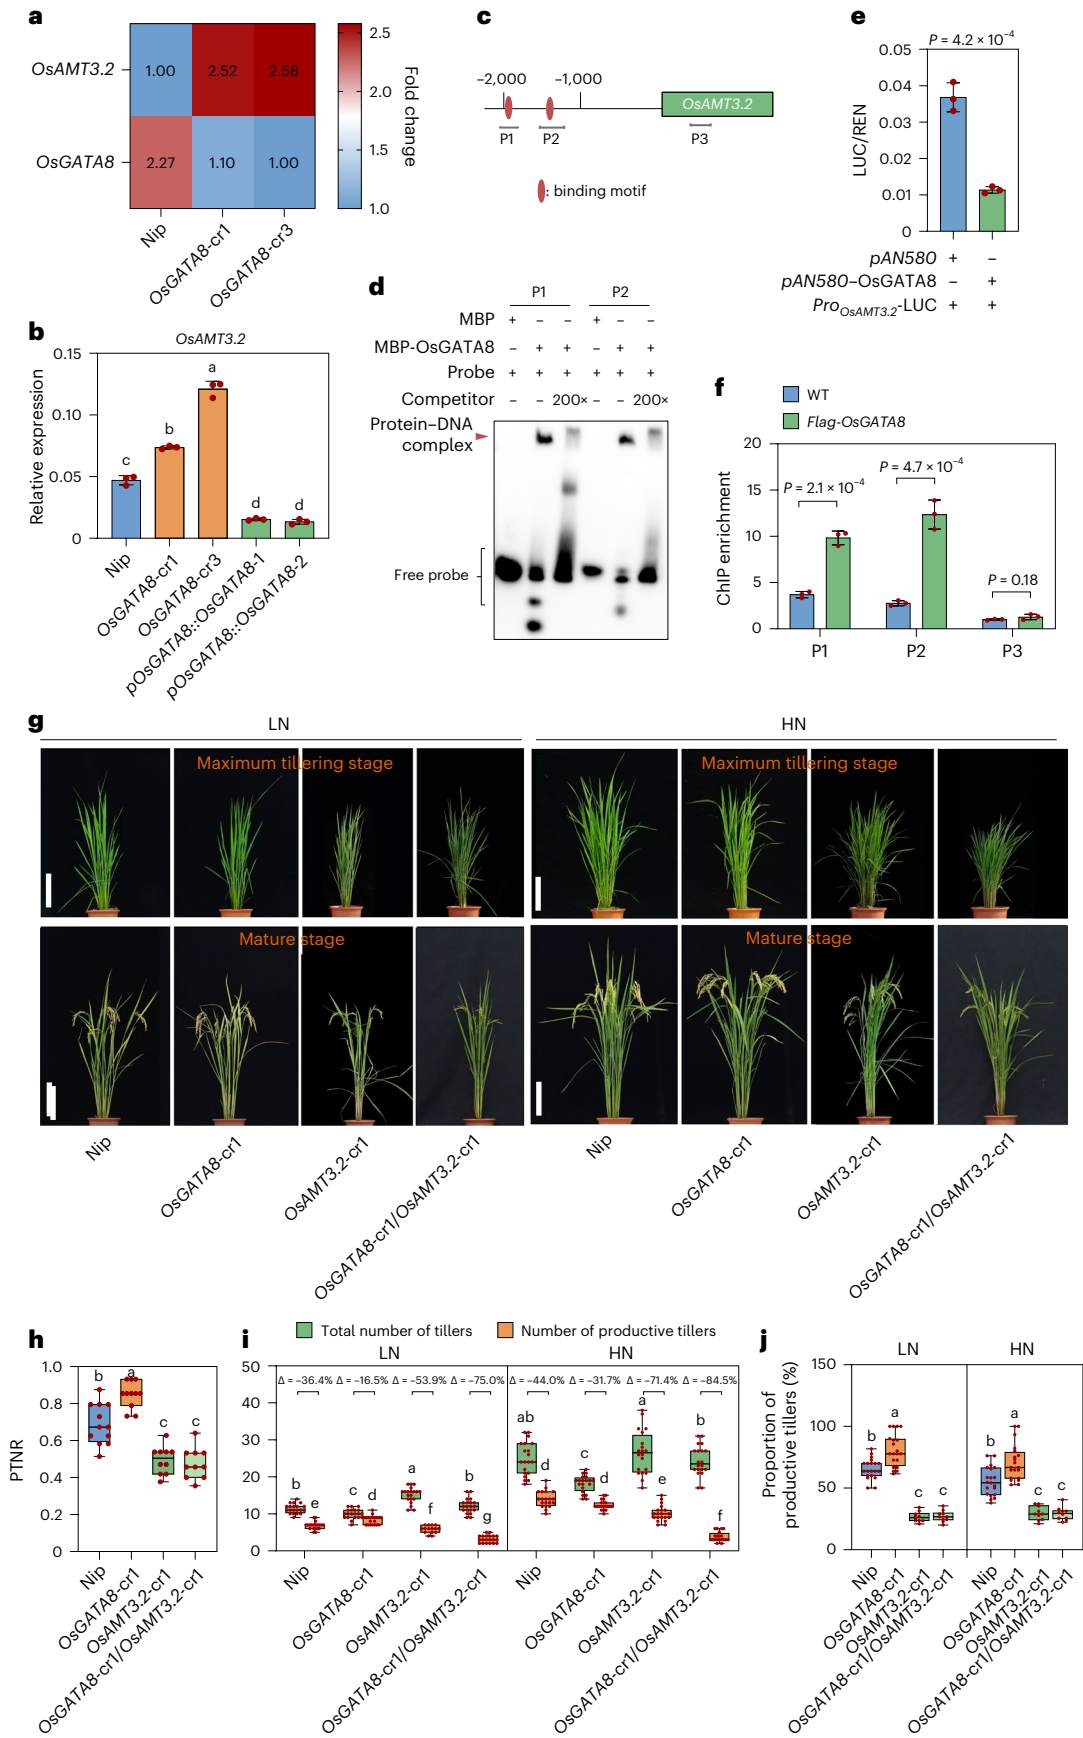 a
OsAMT3.2
1.00
2.52
2.58
OsGATA8
2.27
1.10
1.00
Nip
OsGATA8-cr1
OsGATA8-cr3
2.5
2.0
1.5
1.0
Fold change
b
OsAMT3.2
Relative expression
0.15
0.10
0.05
0
c
b
a
d
d
Nip
OsGATA8-cr1
OsGATA8-cr3
pOsGATA8::OsGATA8-1
pOsGATA8::OsGATA8-2
c
−2,000
−1,000
OsAMT3.2
P1
P2
P3
: binding motif
d
P1 P2
MBP + − − + − −
MBP-OsGATA8 − + + − + +
Probe + + + + + +
Competitor − − 200× − − 200×
Protein–DNA
complex
Free probe
e
P = 4.2 × 10⁻⁴
LUC/REN
0.05
0.04
0.03
0.02
0.01
0
pAN580 + −
pAN580–OsGATA8 − +
ProOsAMT3.2-LUC + +
f
WT
Flag-OsGATA8
ChIP enrichment
20
15
10
5
0
P = 2.1 × 10⁻⁴
P = 4.7 × 10⁻⁴
P = 0.18
P1
P2
P3
g
LN
HN
Maximum tillering stage
Maximum tillering stage
Mature stage
Mature stage
Nip
OsGATA8-cr1
OsAMT3.2-cr1
OsGATA8-cr1/OsAMT3.2-cr1
Nip
OsGATA8-cr1
OsAMT3.2-cr1
OsGATA8-cr1/OsAMT3.2-cr1
h
PTNR
1.0
0.8
0.6
0.4
0.2
0
b
a
c
c
Nip
OsGATA8-cr1
OsAMT3.2-cr1
OsGATA8-cr1/OsAMT3.2-cr1
i
Total number of tillers
Number of productive tillers
LN
HN
50
40
30
20
10
0
Δ = −36.4%
Δ = −16.5%
Δ = −53.9%
Δ = −75.0%
Δ = −44.0%
Δ = −31.7%
Δ = −71.4%
Δ = −84.5%
b
e
c
d
a
f
b
g
ab
d
c
d
a
e
b
f
Nip
OsGATA8-cr1
OsAMT3.2-cr1
OsGATA8-cr1/OsAMT3.2-cr1
Nip
OsGATA8-cr1
OsAMT3.2-cr1
OsGATA8-cr1/OsAMT3.2-cr1
j
LN
HN
Proportion of
productive tillers (%)
150
100
50
0
b
a
c
c
b
a
c
c
Nip
OsGATA8-cr1
OsAMT3.2-cr1
OsGATA8-cr1/OsAMT3.2-cr1
Nip
OsGATA8-cr1
OsAMT3.2-cr1
OsGATA8-cr1/OsAMT3.2-cr1